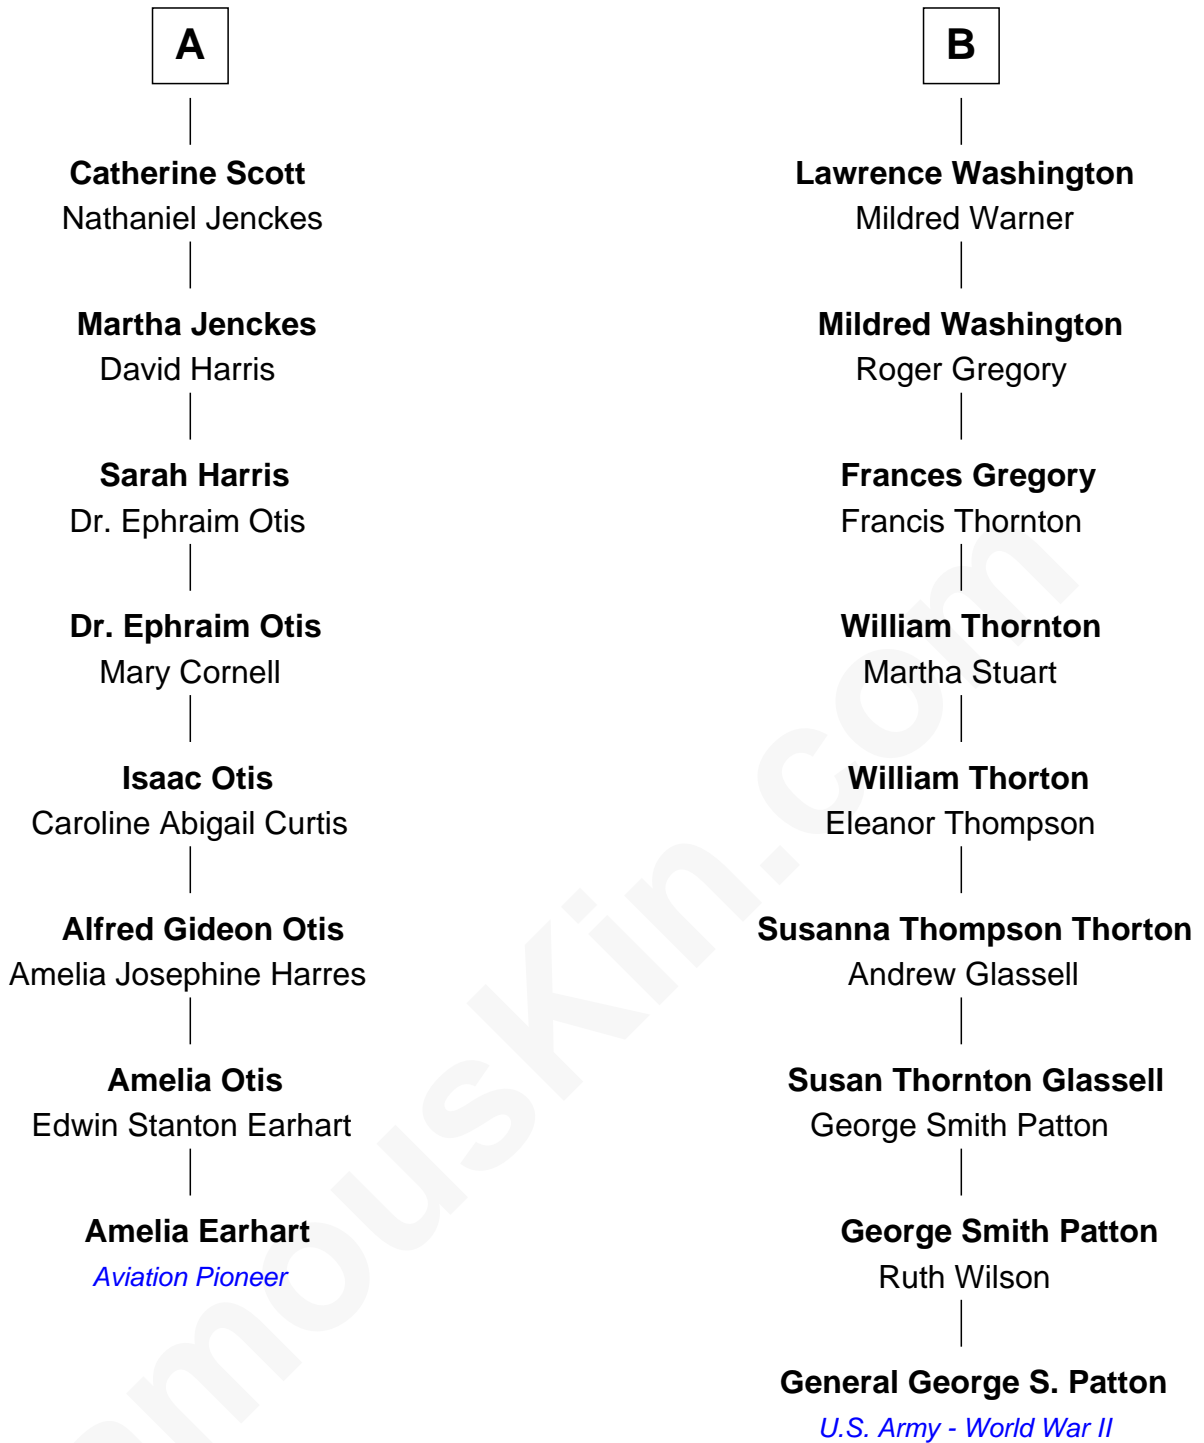 A
Catherine Scott
Nathaniel Jenckes
Martha Jenckes
David Harris
Sarah Harris
Dr. Ephraim Otis
Dr. Ephraim Otis
Mary Cornell
Isaac Otis
Caroline Abigail Curtis
Alfred Gideon Otis
Amelia Josephine Harres
Amelia Otis
Edwin Stanton Earhart
Amelia Earhart
Aviation Pioneer
B
Lawrence Washington
Mildred Warner
Mildred Washington
Roger Gregory
Frances Gregory
Francis Thornton
William Thornton
Martha Stuart
William Thorton
Eleanor Thompson
Susanna Thompson Thorton
Andrew Glassell
Susan Thornton Glassell
George Smith Patton
George Smith Patton
Ruth Wilson
General George S. Patton
U.S. Army - World War II
amouskin.com